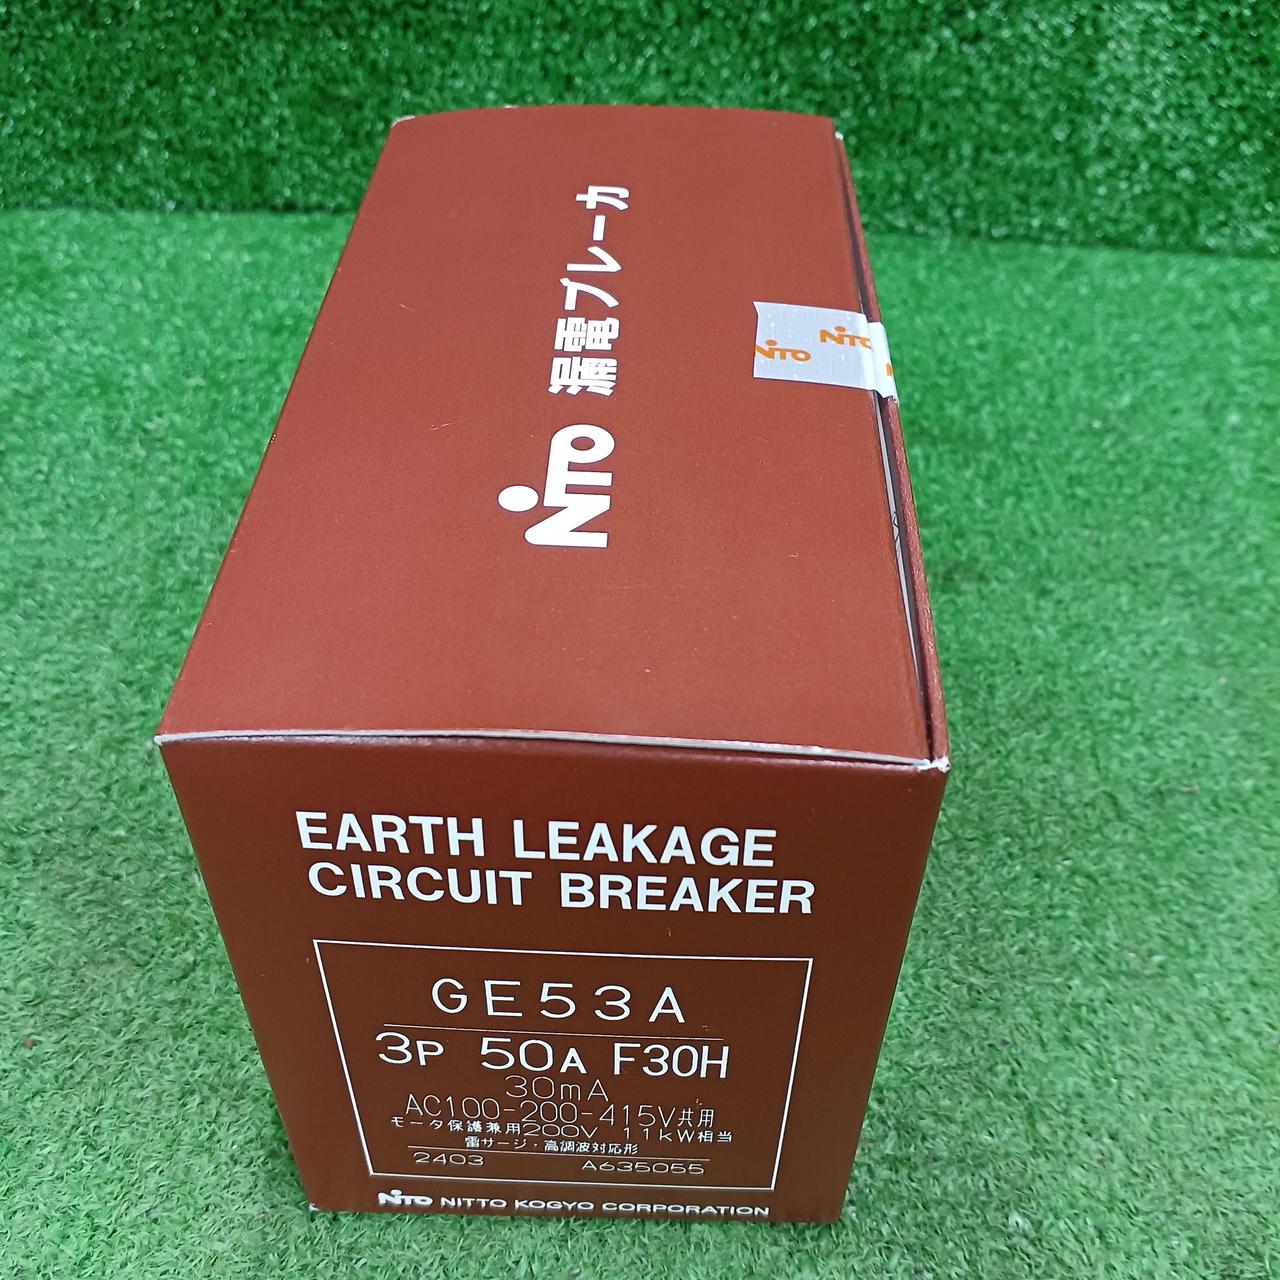 NiTO 漏電ブレーカ
NiTO
NiTO
EARTH LEAKAGE
CIRCUIT BREAKER
GE53A
3P 50A F30H
30mA
AC100-200-415V共用
モータ保護兼用200V 11kW相当
雷サージ・高調波対応形
2403 A635055
NiTO NITTO KOGYO CORPORATION